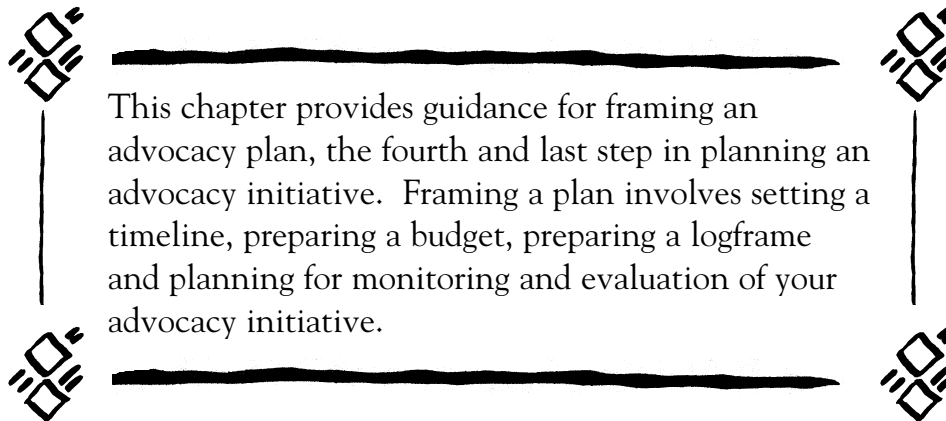 This chapter provides guidance for framing an
advocacy plan, the fourth and last step in planning an
advocacy initiative.  Framing a plan involves setting a
timeline, preparing a budget, preparing a logframe
and planning for monitoring and evaluation of your
advocacy initiative.